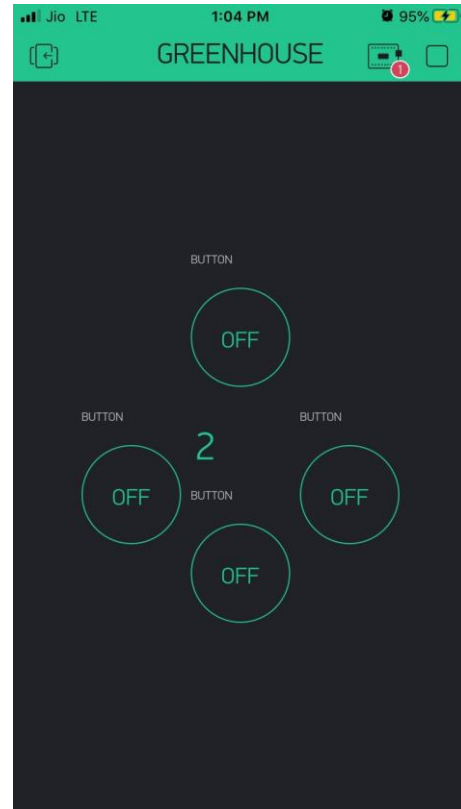 Jio LTE 1:04 PM 95%
GREENHOUSE
1
BUTTON
OFF
BUTTON
BUTTON
2
OFF
OFF
BUTTON
OFF